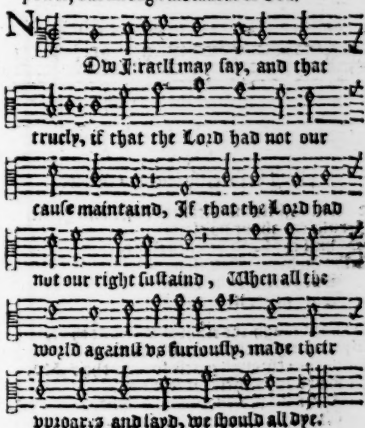 NOw Israell may say, and that
truely, if that the Lord had not our
cause maintaind, If that the Lord had
not our right sustaind, When all the
world against vs furiously, made their
vproares and sayd, we should all dye.